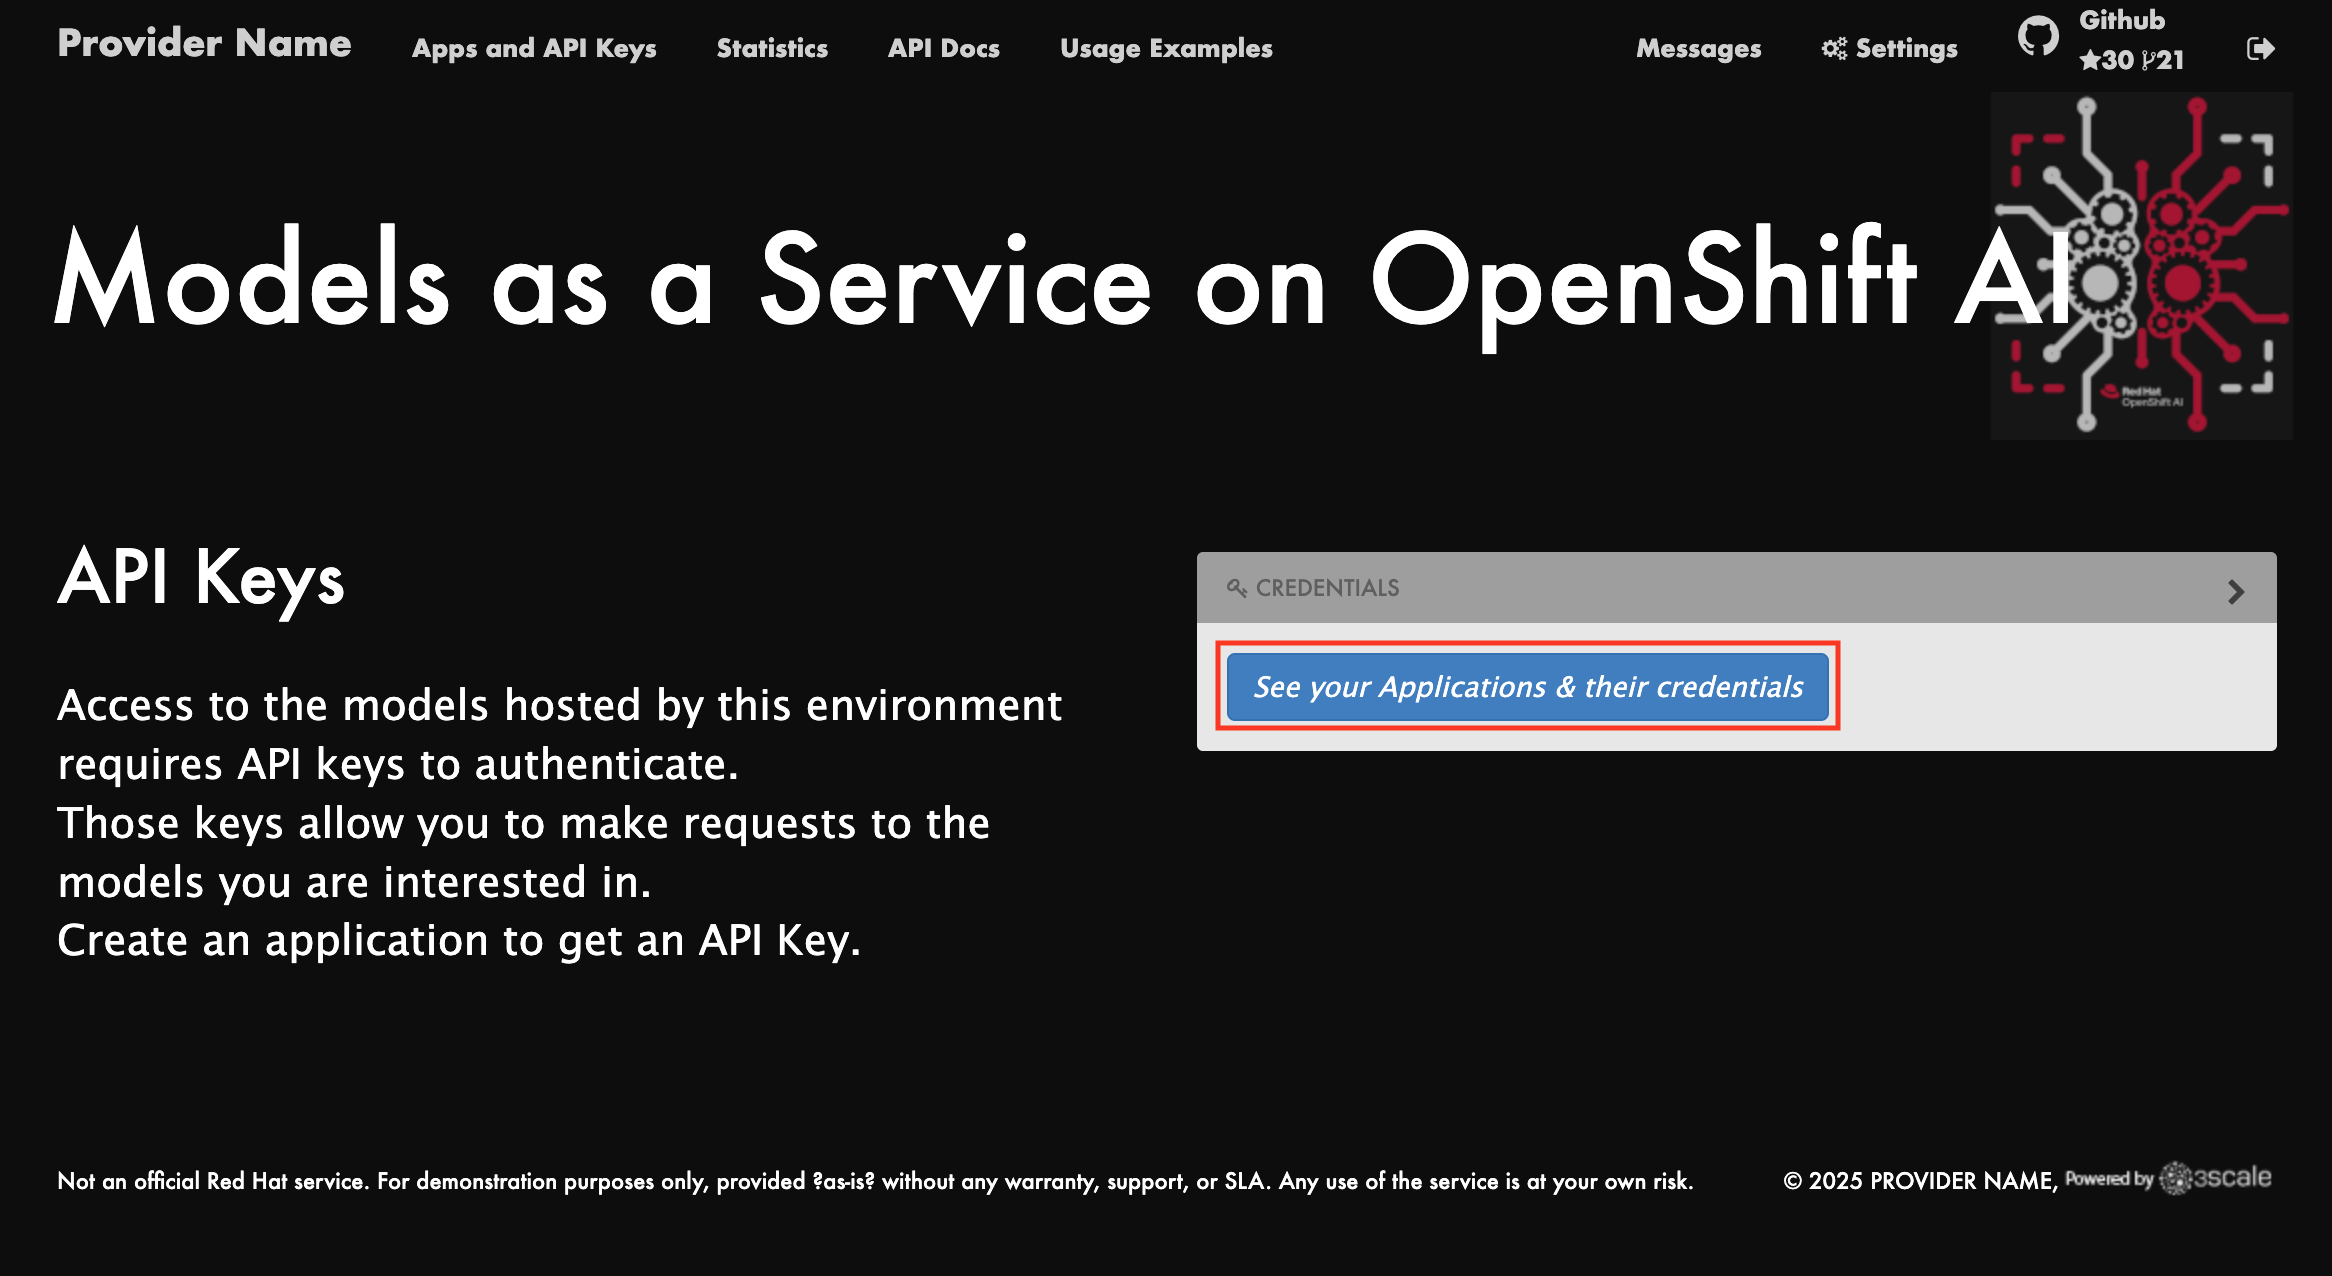 Provider Name
Apps and API Keys
Statistics
API Docs
Usage Examples
Messages
Settings
Github
30 21
Models as a Service on OpenShift AI
Red Hat
OpenShift AI
API Keys
Access to the models hosted by this environment
requires API keys to authenticate.
Those keys allow you to make requests to the
models you are interested in.
Create an application to get an API Key.
CREDENTIALS
See your Applications & their credentials
Not an official Red Hat service. For demonstration purposes only, provided ?as-is? without any warranty, support, or SLA. Any use of the service is at your own risk.
© 2025 PROVIDER NAME, Powered by 3scale